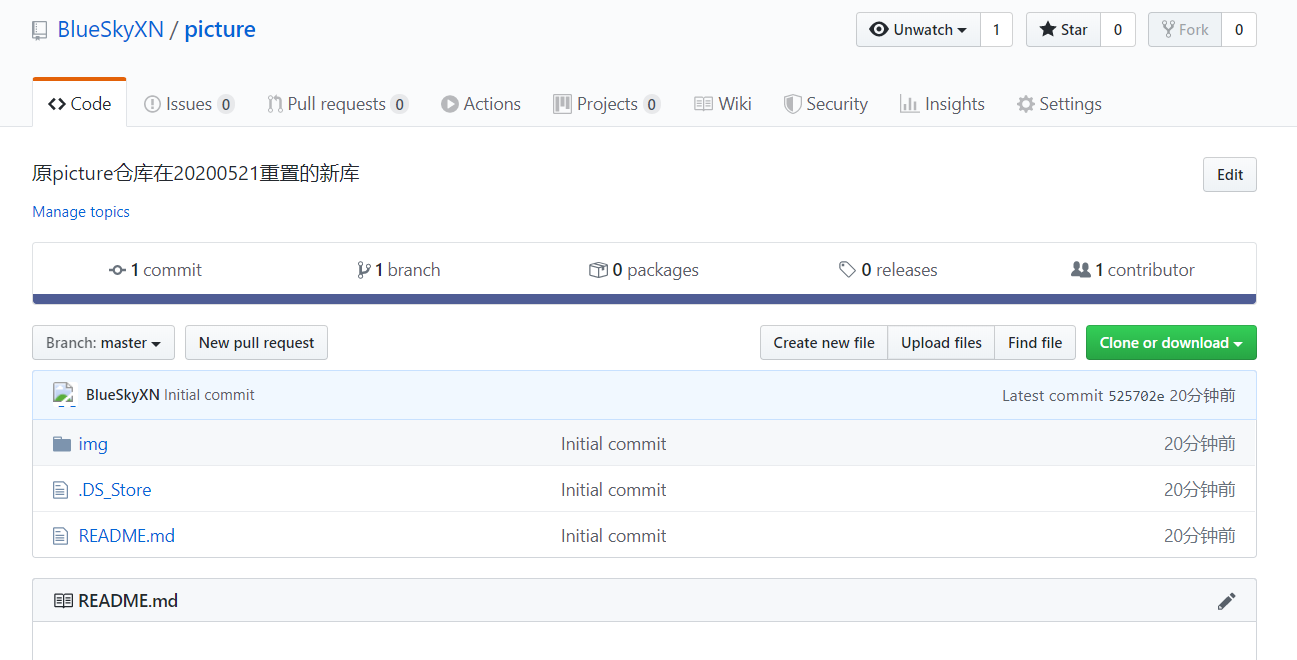 BlueSkyXN / picture Unwatch 1 Star 0 Fork 0
Code Issues 0 Pull requests 0 Actions Projects 0 Wiki Security Insights Settings
原picture仓库在20200521重置的新库 Edit
Manage topics
1 commit 1 branch 0 packages 0 releases 1 contributor
Branch: master New pull request Create new file Upload files Find file Clone or download
BlueSkyXN Initial commit Latest commit 525702e 20分钟前
img Initial commit 20分钟前
.DS_Store Initial commit 20分钟前
README.md Initial commit 20分钟前
README.md